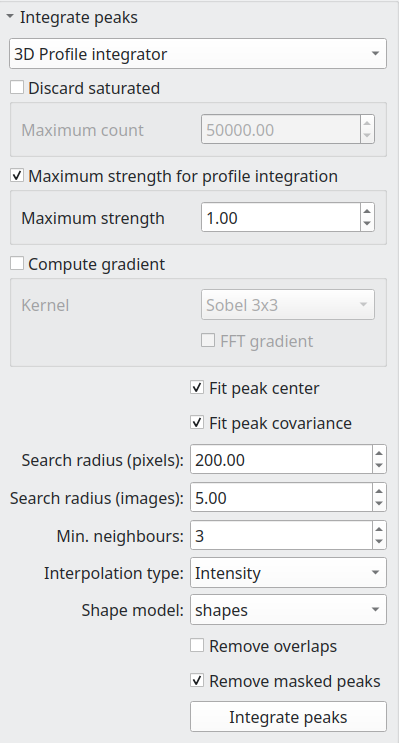 Integrate peaks
3D Profile integrator
Discard saturated
Maximum count 50000.00
Maximum strength for profile integration
Maximum strength 1.00
Compute gradient
Kernel Sobel 3x3
FFT gradient
Fit peak center
Fit peak covariance
Search radius (pixels): 200.00
Search radius (images): 5.00
Min. neighbours: 3
Interpolation type: Intensity
Shape model: shapes
Remove overlaps
Remove masked peaks
Integrate peaks